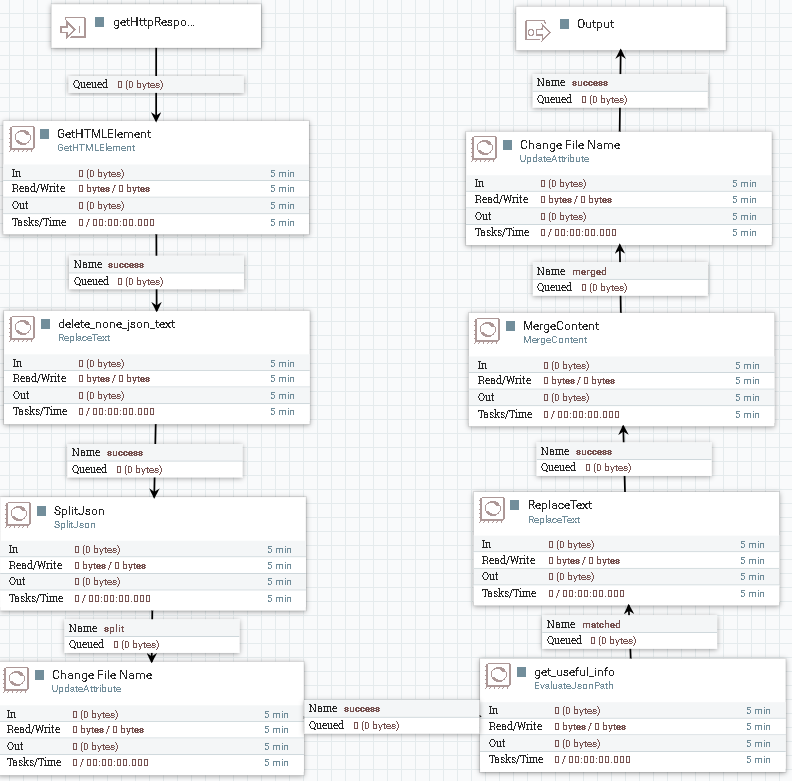 getHttpRespo...
Queued 0 (0 bytes)
GetHTMLElement
GetHTMLElement
In 0 (0 bytes) 5 min
Read/Write 0 bytes / 0 bytes 5 min
Out 0 (0 bytes) 5 min
Tasks/Time 0 / 00:00:00.000 5 min
Name success
Queued 0 (0 bytes)
delete_none_json_text
ReplaceText
In 0 (0 bytes) 5 min
Read/Write 0 bytes / 0 bytes 5 min
Out 0 (0 bytes) 5 min
Tasks/Time 0 / 00:00:00.000 5 min
Name success
Queued 0 (0 bytes)
SplitJson
SplitJson
In 0 (0 bytes) 5 min
Read/Write 0 bytes / 0 bytes 5 min
Out 0 (0 bytes) 5 min
Tasks/Time 0 / 00:00:00.000 5 min
Name split
Queued 0 (0 bytes)
Change File Name
UpdateAttribute
In 0 (0 bytes) 5 min
Read/Write 0 bytes / 0 bytes 5 min
Out 0 (0 bytes) 5 min
Tasks/Time 0 / 00:00:00.000 5 min
Name success
Queued 0 (0 bytes)
get_useful_info
EvaluateJsonPath
In 0 (0 bytes) 5 min
Read/Write 0 bytes / 0 bytes 5 min
Out 0 (0 bytes) 5 min
Tasks/Time 0 / 00:00:00.000 5 min
Name matched
Queued 0 (0 bytes)
ReplaceText
ReplaceText
In 0 (0 bytes) 5 min
Read/Write 0 bytes / 0 bytes 5 min
Out 0 (0 bytes) 5 min
Tasks/Time 0 / 00:00:00.000 5 min
Name success
Queued 0 (0 bytes)
MergeContent
MergeContent
In 0 (0 bytes) 5 min
Read/Write 0 bytes / 0 bytes 5 min
Out 0 (0 bytes) 5 min
Tasks/Time 0 / 00:00:00.000 5 min
Name merged
Queued 0 (0 bytes)
Change File Name
UpdateAttribute
In 0 (0 bytes) 5 min
Read/Write 0 bytes / 0 bytes 5 min
Out 0 (0 bytes) 5 min
Tasks/Time 0 / 00:00:00.000 5 min
Name success
Queued 0 (0 bytes)
Output